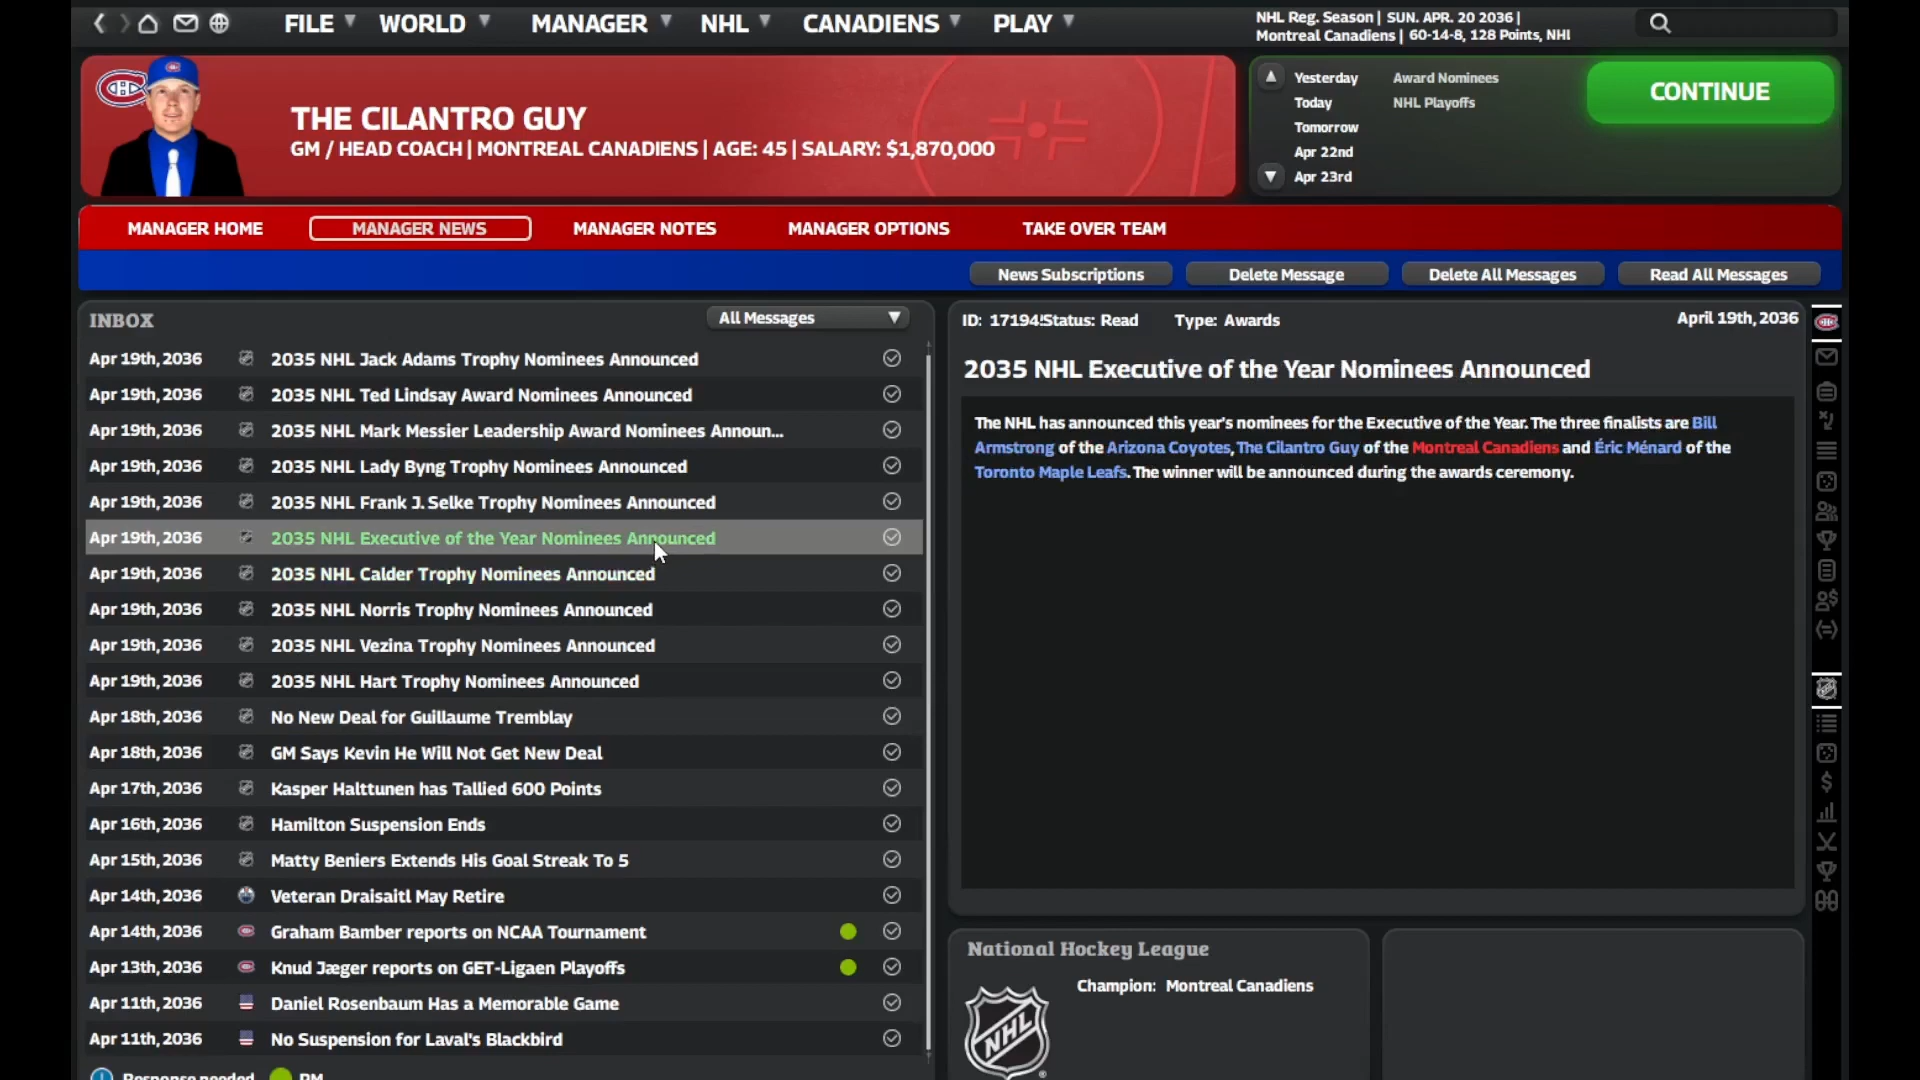 FILE WORLD MANAGER NHL CANADIENS PLAY
NHL Reg. Season | SUN. APR. 20 2036 |
Montreal Canadiens | 60-14-8, 128 Points, NHL
THE CILANTRO GUY
GM / HEAD COACH | MONTREAL CANADIENS | AGE: 45 | SALARY: $1,870,000
Yesterday Award Nominees
Today NHL Playoffs
Tomorrow
Apr 22nd
Apr 23rd
CONTINUE
MANAGER HOME MANAGER NEWS MANAGER NOTES MANAGER OPTIONS TAKE OVER TEAM
News Subscriptions Delete Message Delete All Messages Read All Messages
INBOX All Messages
Apr 19th, 2036 2035 NHL Jack Adams Trophy Nominees Announced
Apr 19th, 2036 2035 NHL Ted Lindsay Award Nominees Announced
Apr 19th, 2036 2035 NHL Mark Messier Leadership Award Nominees Announ...
Apr 19th, 2036 2035 NHL Lady Byng Trophy Nominees Announced
Apr 19th, 2036 2035 NHL Frank J. Selke Trophy Nominees Announced
Apr 19th, 2036 2035 NHL Executive of the Year Nominees Announced
Apr 19th, 2036 2035 NHL Calder Trophy Nominees Announced
Apr 19th, 2036 2035 NHL Norris Trophy Nominees Announced
Apr 19th, 2036 2035 NHL Vezina Trophy Nominees Announced
Apr 19th, 2036 2035 NHL Hart Trophy Nominees Announced
Apr 18th, 2036 No New Deal for Guillaume Tremblay
Apr 18th, 2036 GM Says Kevin He Will Not Get New Deal
Apr 17th, 2036 Kasper Halttunen has Tallied 600 Points
Apr 16th, 2036 Hamilton Suspension Ends
Apr 15th, 2036 Matty Beniers Extends His Goal Streak To 5
Apr 14th, 2036 Veteran Draisaitl May Retire
Apr 14th, 2036 Graham Bamber reports on NCAA Tournament
Apr 13th, 2036 Knud Jæger reports on GET-Ligaen Playoffs
Apr 11th, 2036 Daniel Rosenbaum Has a Memorable Game
Apr 11th, 2036 No Suspension for Laval's Blackbird
Response needed PM
ID: 17194 Status: Read Type: Awards April 19th, 2036
2035 NHL Executive of the Year Nominees Announced
The NHL has announced this year's nominees for the Executive of the Year. The three finalists are Bill
Armstrong of the Arizona Coyotes, The Cilantro Guy of the Montreal Canadiens and Éric Ménard of the
Toronto Maple Leafs. The winner will be announced during the awards ceremony.
National Hockey League
Champion: Montreal Canadiens
NHL